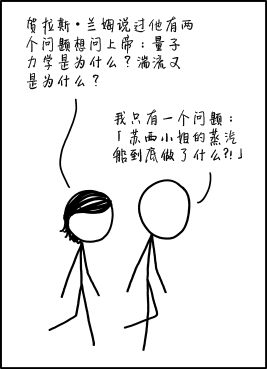 贺拉斯·兰姆说过他有两
个问题想问上帝：量子
力学是为什么？湍流又
是为什么？
我只有一个问题：
「苏西小姐的蒸汽
船到底做了什么?!」